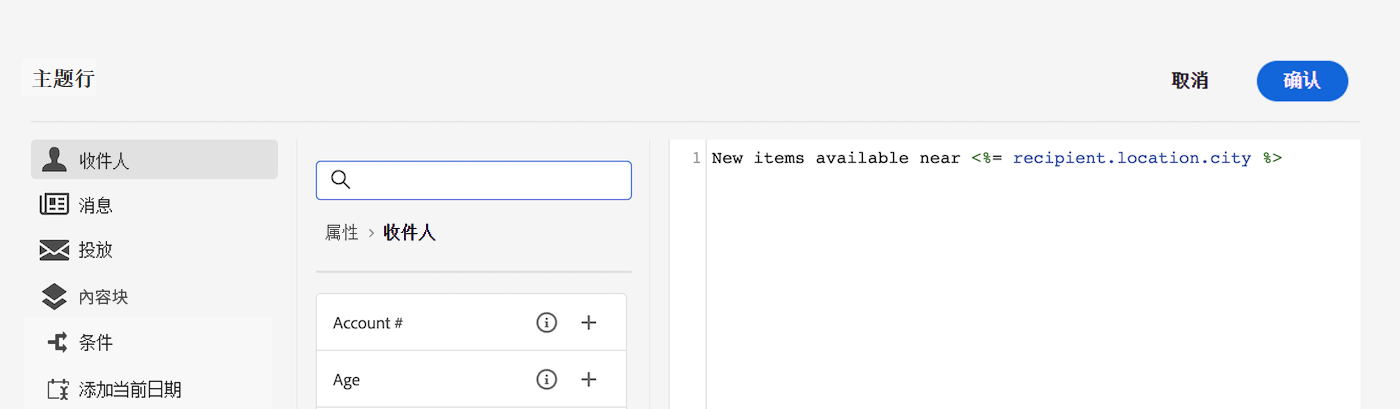 主题行
取消
确认
收件人
消息
投放
內容块
条件
添加当前日期
属性 › 收件人
Account #
Age
1 New items available near <%= recipient.location.city %>